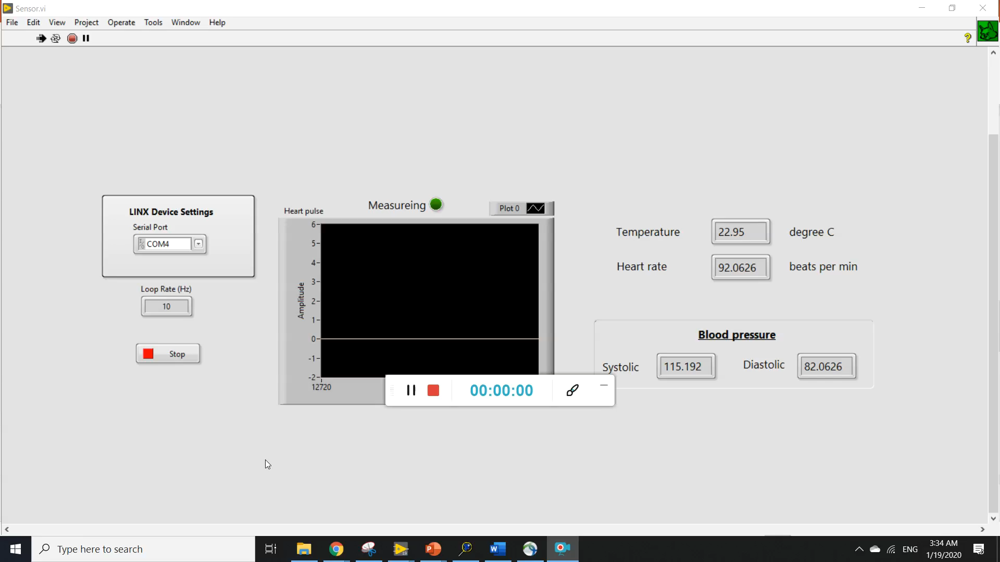 Sensor.vi
File Edit View Project Operate Tools Window Help
?
LINX Device Settings
Serial Port
COM4
Loop Rate (Hz)
10
Stop
Measureing
Heart pulse
Plot 0
6
5
4
3
2
1
0
-1
-2
Amplitude
12720
Temperature 22.95 degree C
Heart rate 92.0626 beats per min
Blood pressure
Systolic 115.192 Diastolic 82.0626
00:00:00
Type here to search
ENG
3:34 AM
1/19/2020